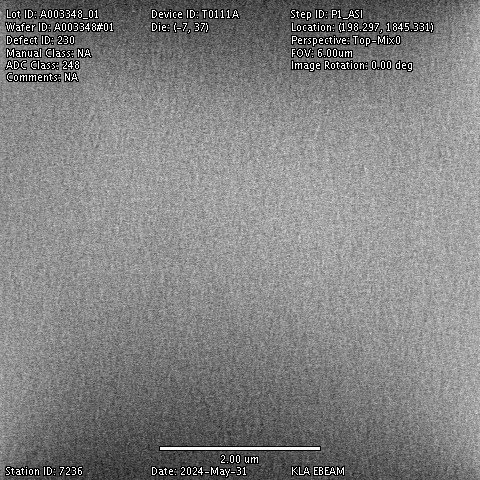 Lot ID: A003348_01 Device ID: T0111A Step ID: P1_ASI
Wafer ID: A003348#01 Die: (-7, 37) Location: (198.297, 1845.331)
Defect ID: 230 Perspective: Top-Mix0
Manual Class: NA FOV: 6.00um
ADC Class: 248 Image Rotation: 0.00 deg
Comments: NA
2.00 um
Station ID: 7236 Date: 2024-May-31 KLA EBEAM